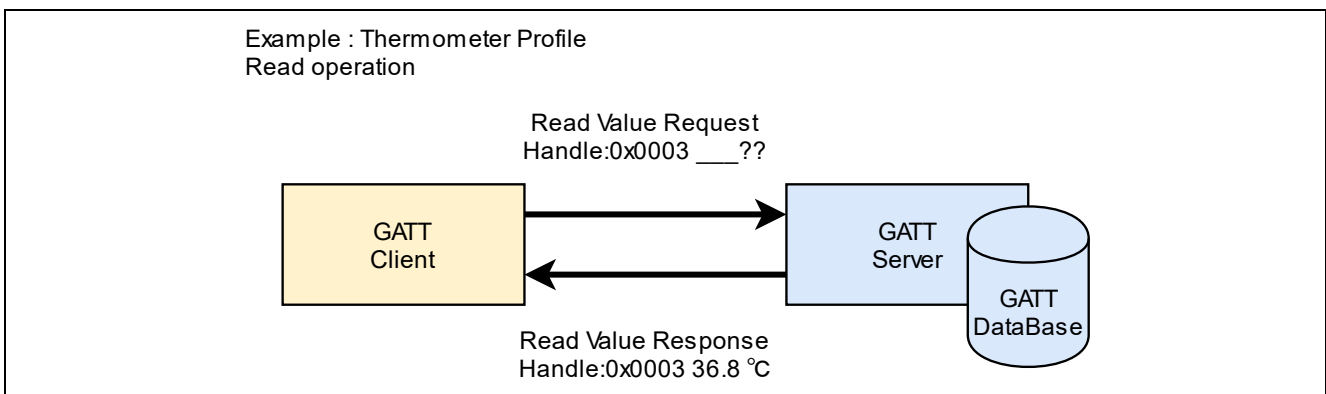 Example : Thermometer Profile
Read operation
Read Value Request
Handle:0x0003 ___??
GATT
Client
GATT
Server
GATT
DataBase
Read Value Response
Handle:0x0003 36.8 ℃